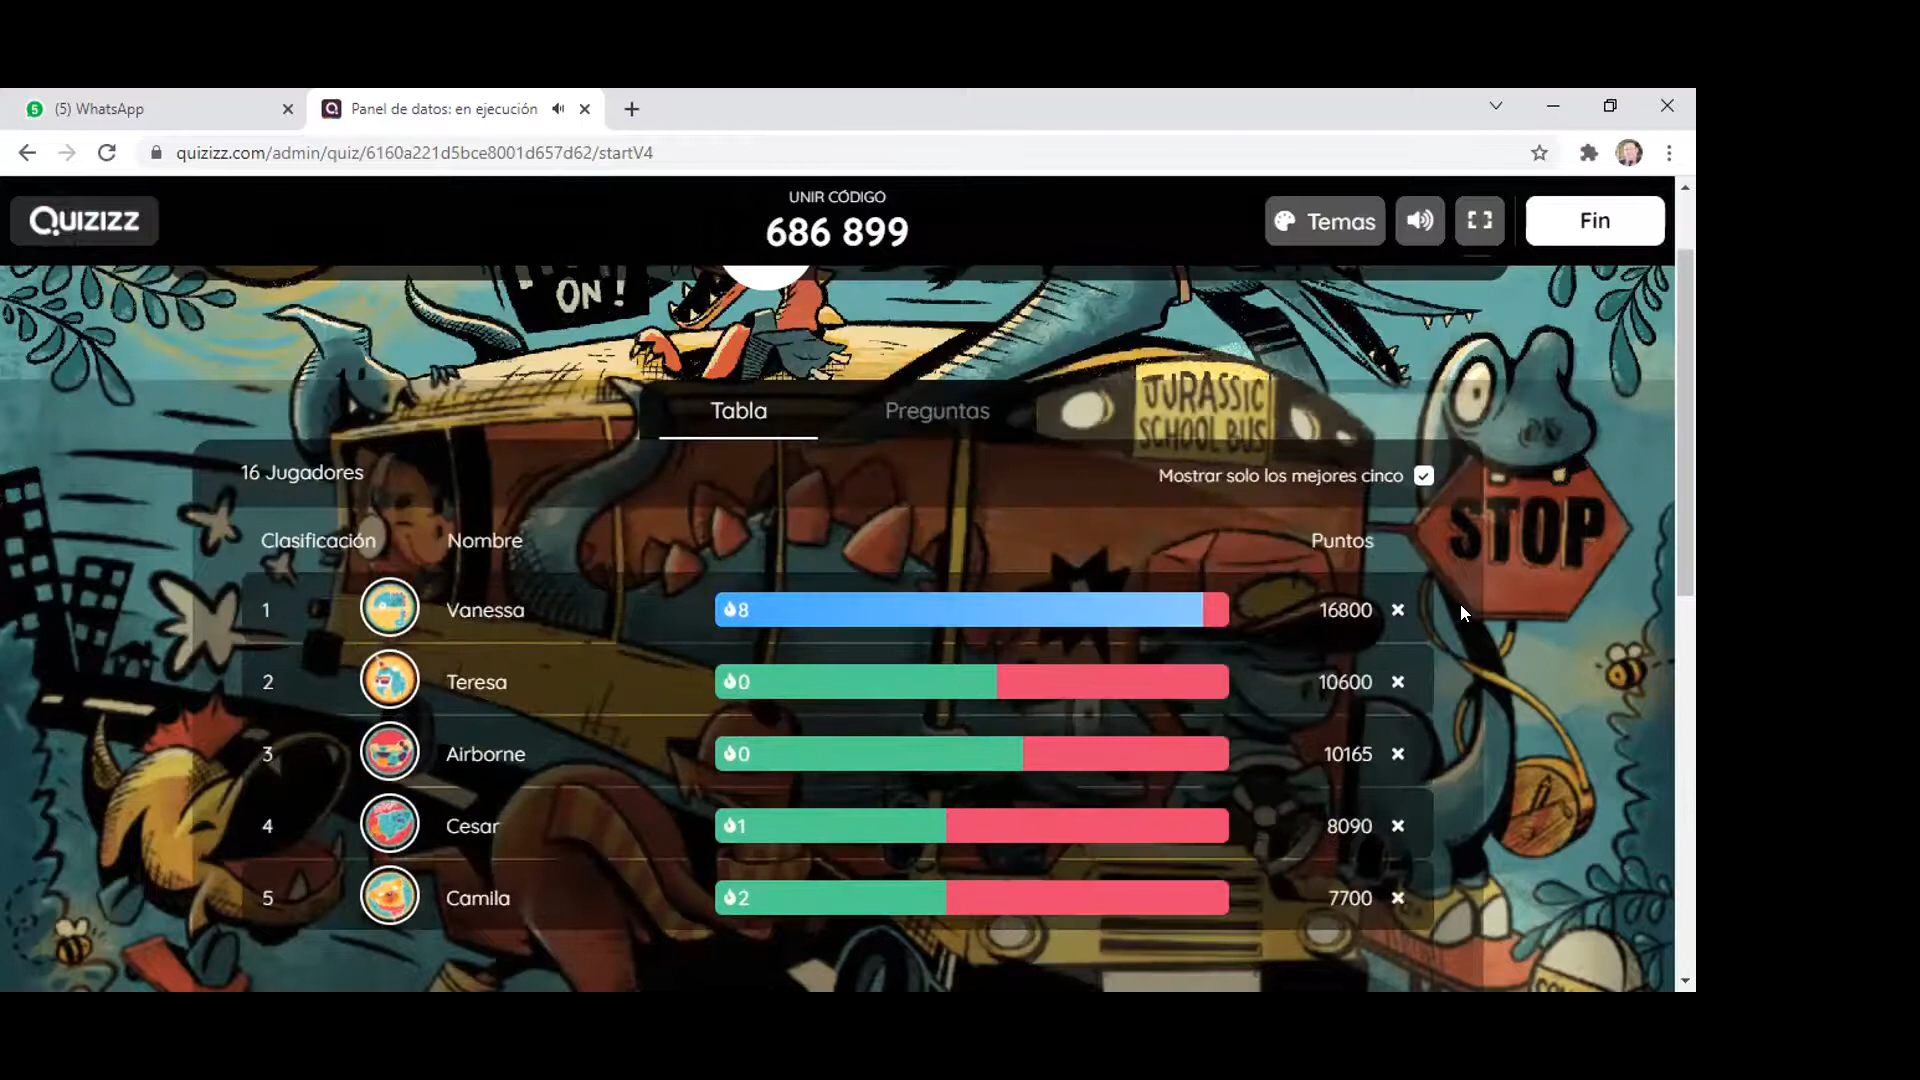 (5) WhatsApp
Panel de datos: en ejecución
quizizz.com/admin/quiz/6160a221d5bce8001d657d62/startV4
Quizizz
UNIR CÓDIGO
686 899
Temas
Fin
ON!
JURASSIC
SCHOOL BUS
Tabla
Preguntas
16 Jugadores
Mostrar solo los mejores cinco
STOP
Clasificación
Nombre
Puntos
1 Vanessa 8 16800
2 Teresa 0 10600
3 Airborne 0 10165
4 Cesar 1 8090
5 Camila 2 7700